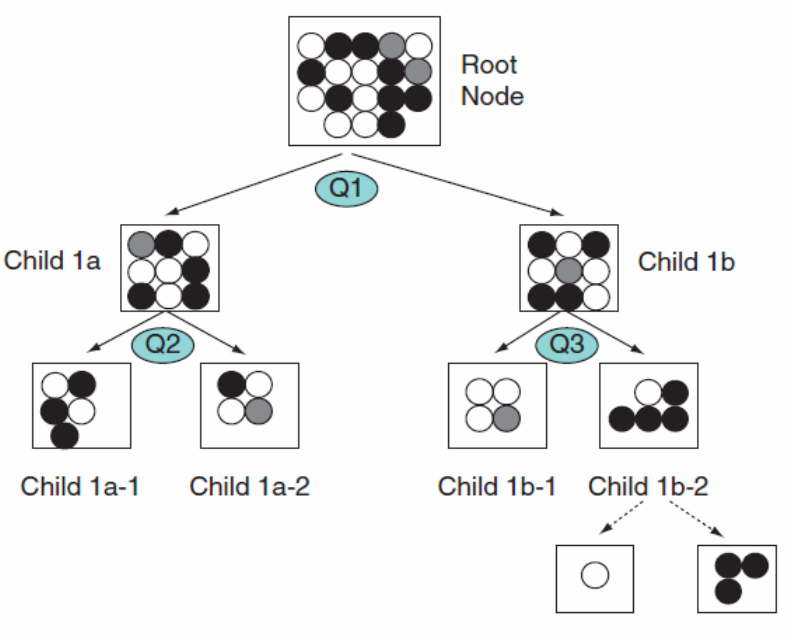 Root
Node
Q1
Child 1a
Child 1b
Q2
Q3
Child 1a-1
Child 1a-2
Child 1b-1
Child 1b-2